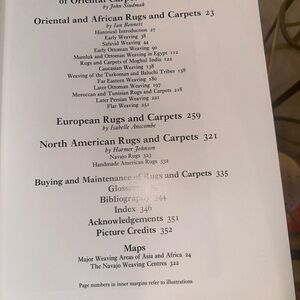 of Oriental Carpets
by John Siudmak
Oriental and African Rugs and Carpets 23
by Ian Bennett
Historical Introduction 27
Early Weaving 38
Safavid Weaving 44
Early Ottoman Weaving 90
Mamluk and Ottoman Weaving in Egypt 112
Rugs and Carpets of Moghul India 122
Caucasian Weaving 138
Weaving of the Turkoman and Baluchi Tribes 158
Far Eastern Weaving 180
Later Ottoman Weaving 197
Moroccan and Tunisian Rugs and Carpets 218
Later Persian Weaving 221
Flat Weaving 252
European Rugs and Carpets 259
by Isabelle Anscombe
North American Rugs and Carpets 321
by Harmer Johnson
Navajo Rugs 323
Handmade American Rugs 332
Buying and Maintenance of Rugs and Carpets 335
Glossary
Bibliography 344
Index 346
Acknowledgements 351
Picture Credits 352
Maps
Major Weaving Areas of Asia and Africa 24
The Navajo Weaving Centres 322
Page numbers in inner margins refer to illustrations